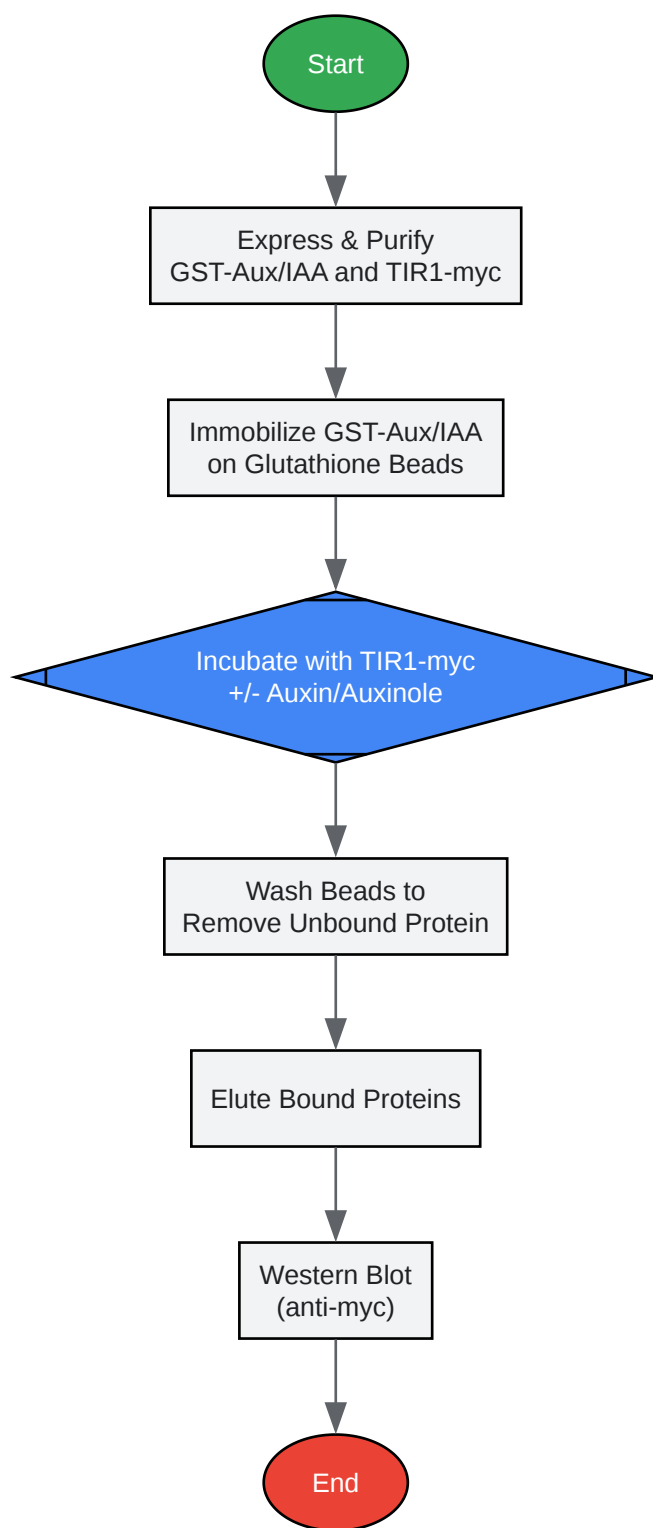 Start
Express & Purify
GST-Aux/IAA and TIR1-myc
Immobilize GST-Aux/IAA
on Glutathione Beads
Incubate with TIR1-myc
+/- Auxin/Auxinole
Wash Beads to
Remove Unbound Protein
Elute Bound Proteins
Western Blot
(anti-myc)
End